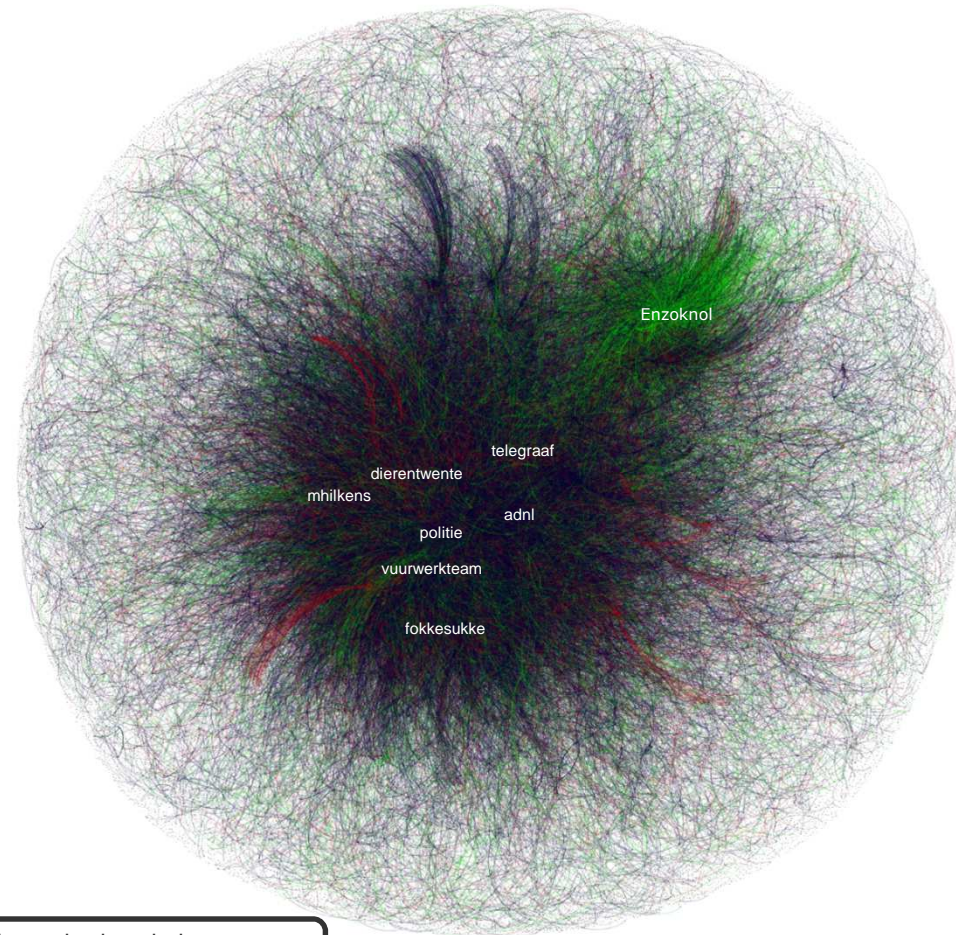 Enzoknol
telegraaf
dierentwente
mhilkens
adnl
politie
vuurwerkteam
fokkesukke